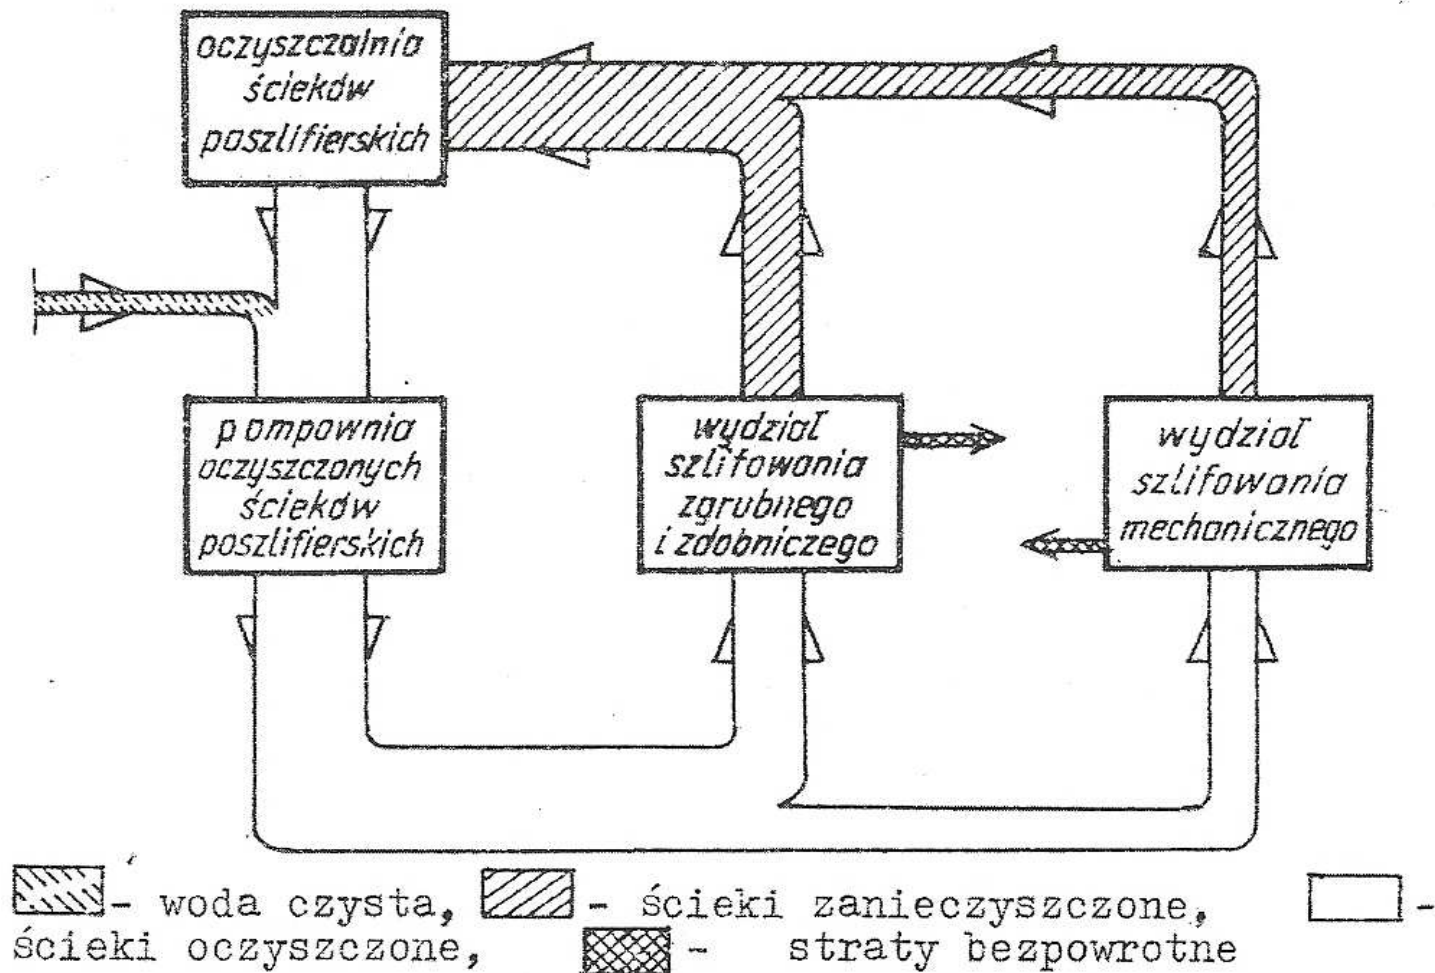 oczyszczalnia
ścieków
poszlifierskich
pompownia
oczyszczonych
ścieków
poszlifierskich
wydział
szlifowania
zgrubnego
i zdobniczego
wydział
szlifowania
mechanicznego
- woda czysta, - ścieki zanieczyszczone, -
ścieki oczyszczone, - straty bezpowrotne